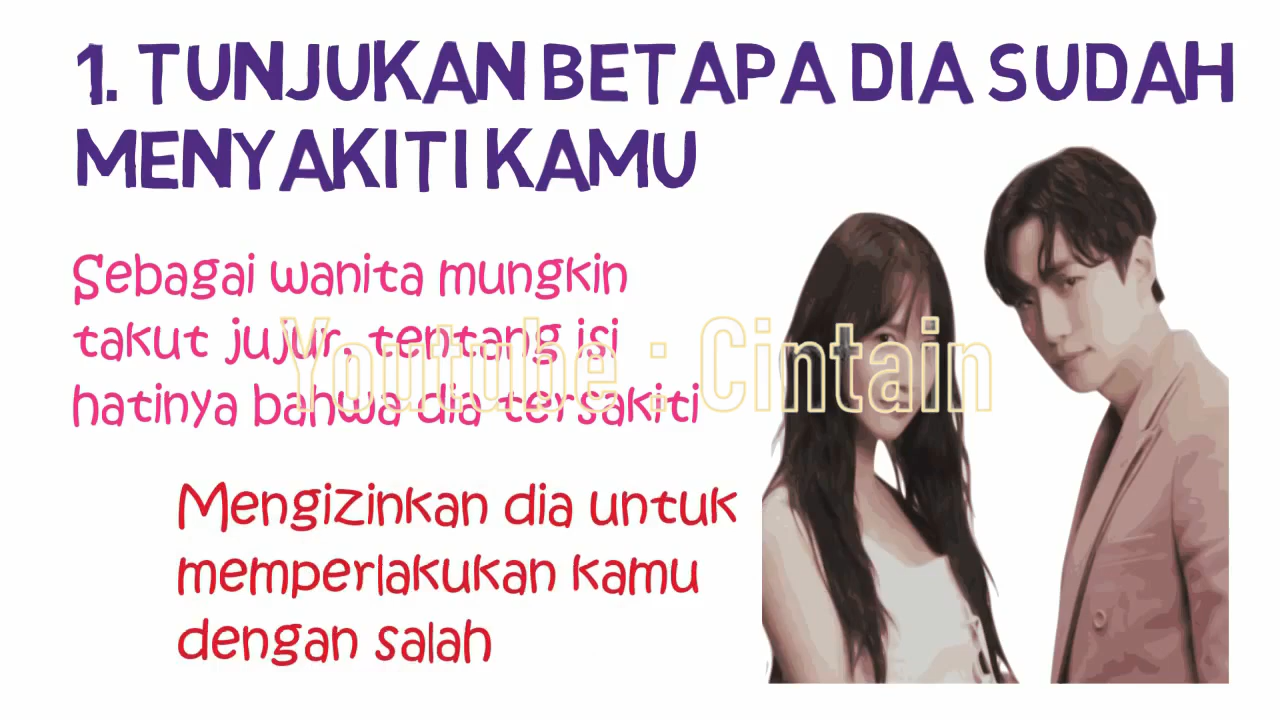 1. TUNJUKAN BETAPA DIA SUDAH
MENYAKITI KAMU
Sebagai wanita mungkin
takut jujur, tentang isi
hatinya bahwa dia tersakiti
Youtube : Cintain
Mengizinkan dia untuk
memperlakukan kamu
dengan salah